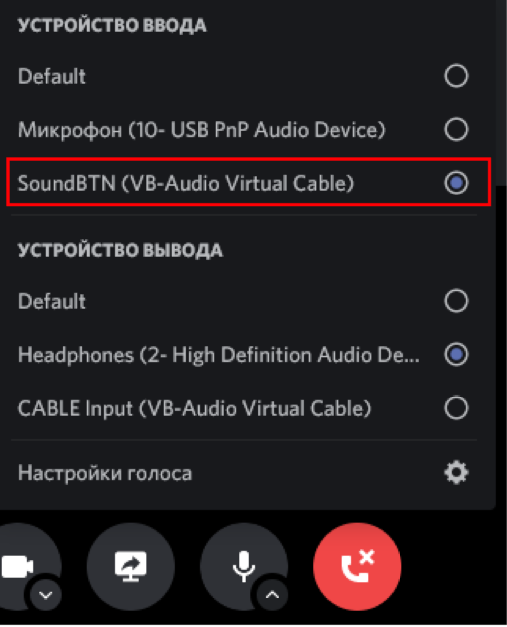 УСТРОЙСТВО ВВОДА
Default
Микрофон (10- USB PnP Audio Device)
SoundBTN (VB-Audio Virtual Cable)
УСТРОЙСТВО ВЫВОДА
Default
Headphones (2- High Definition Audio De...
CABLE Input (VB-Audio Virtual Cable)
Настройки голоса